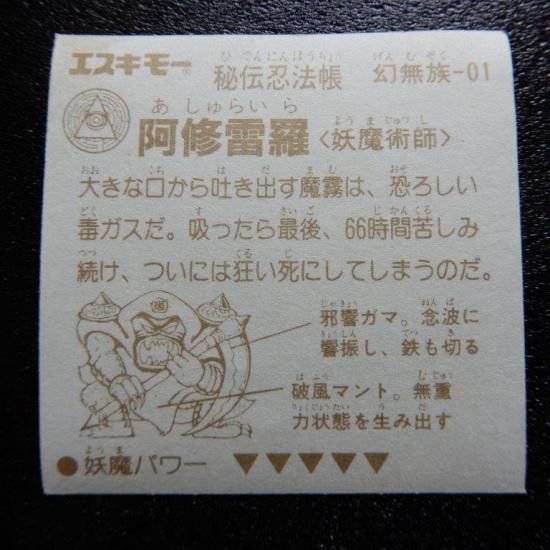 エスキモー® 秘伝忍法帳 幻無族-01
ひでんにんぽうちょう げんむぞく
あしゅらいら ようまじゅつし
阿修雷羅〈妖魔術師〉
おお くち は だ まむ おそ
大きな口から吐き出す魔霧は、恐ろしい
どく す さいご じかんくる
毒ガスだ。吸ったら最後、66時間苦しみ
つづ くる じ
続け、ついには狂い死にしてしまうのだ。
じゃきょう ねんぱ
邪響ガマ。念波に
きょうしん てつ き
響振し、鉄も切る
はふう むじゅう
破風マント。無重
りょくじょうたい う だ
力状態を生み出す
ようま
●妖魔パワー ▼▼▼▼▼